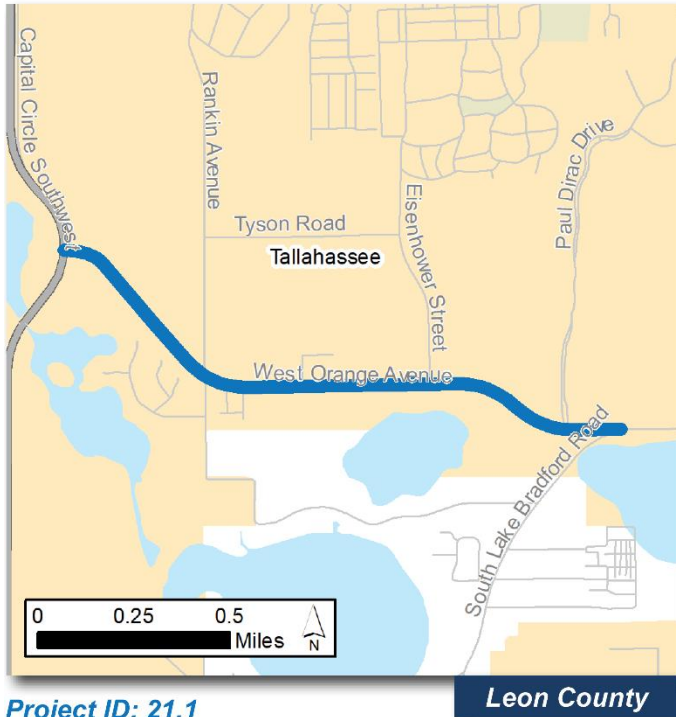 Capital Circle Southwest
Rankin Avenue
Paul Dirac Drive
Eisenhower Street
Tyson Road
Tallahassee
West Orange Avenue
South Lake Bradford Road
0 0.25 0.5
Miles
N
Project ID: 21.1
Leon County